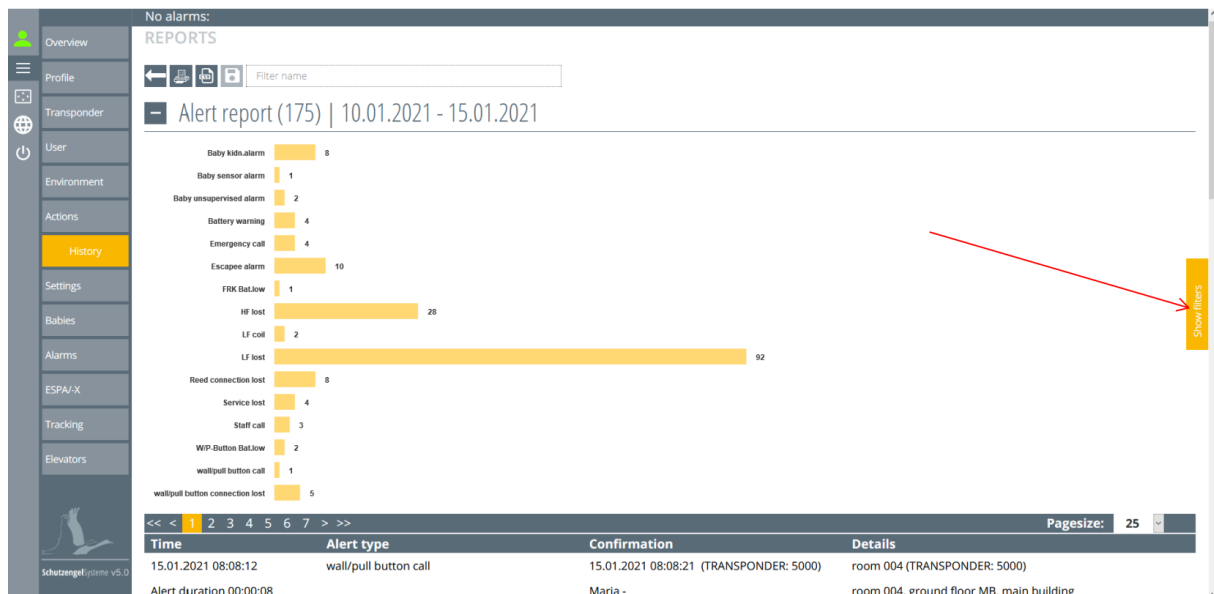 No alarms:
REPORTS
Overview
Profile
Transponder
User
Environment
Actions
History
Settings
Babies
Alarms
ESPA/-X
Tracking
Elevators
SchutzengelSysteme v5.0
Filter name
Alert report (175) | 10.01.2021 - 15.01.2021
Baby kidn.alarm 8
Baby sensor alarm 1
Baby unsupervised alarm 2
Battery warning 4
Emergency call 4
Escapee alarm 10
FRK Bat.low 1
HF lost 28
LF coil 2
LF lost 92
Reed connection lost 8
Service lost 4
Staff call 3
W/P-Button Bat.low 2
wall/pull button call 1
wall/pull button connection lost 5
Show filters
<< < 1 2 3 4 5 6 7 > >> Pagesize: 25
Time Alert type Confirmation Details
15.01.2021 08:08:12 wall/pull button call 15.01.2021 08:08:21 (TRANSPONDER: 5000) room 004 (TRANSPONDER: 5000)
Alert duration 00:00:08 Maria - room 004, ground floor MB, main building